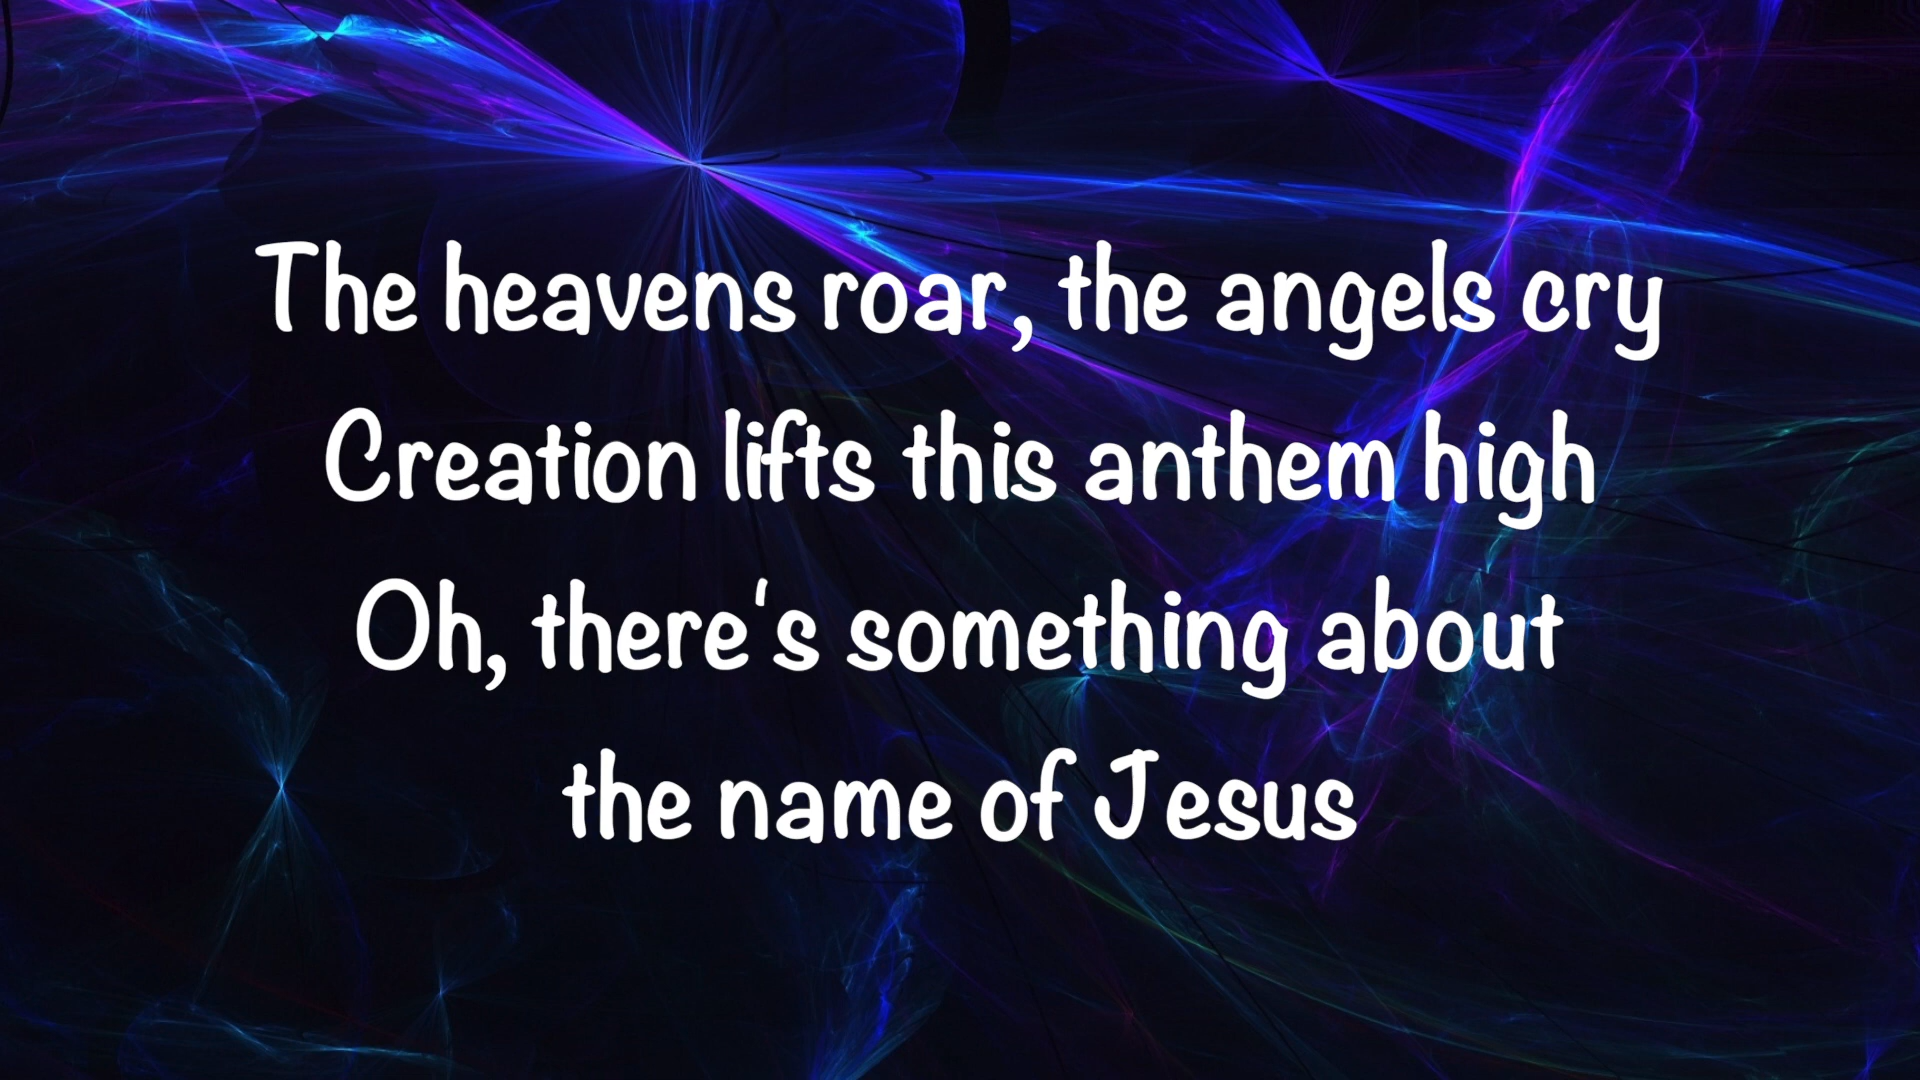 The heavens roar, the angels cry
Creation lifts this anthem high
Oh, there's something about
the name of Jesus